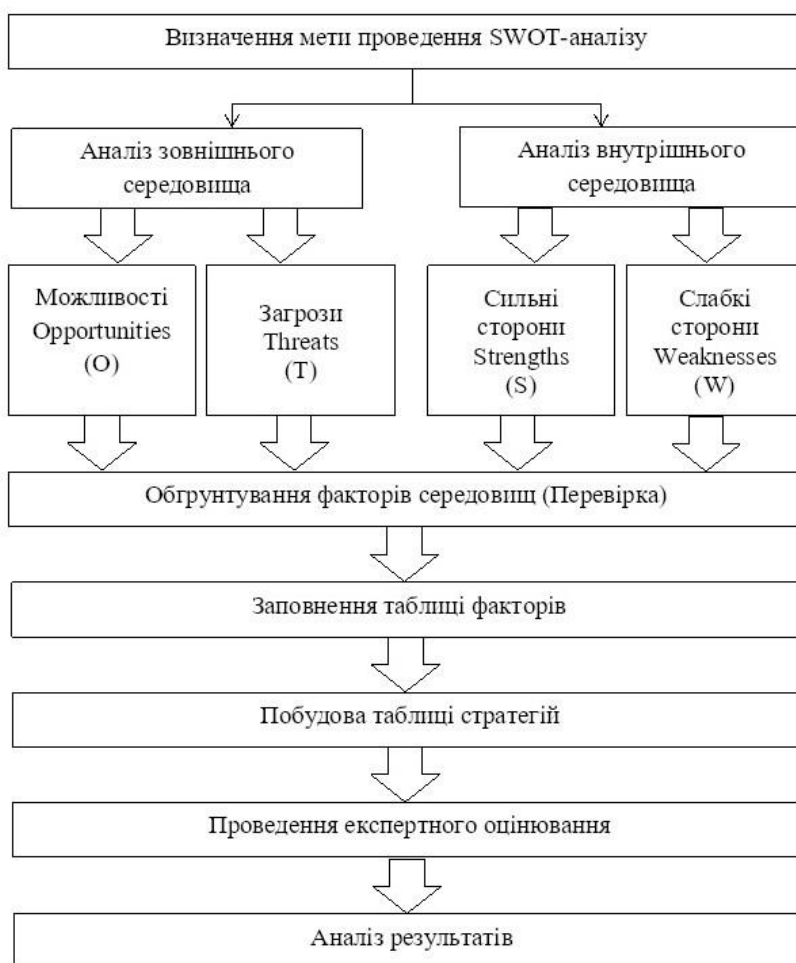 Визначення мети проведення SWOT-аналізу
Аналіз зовнішнього
середовища
Аналіз внутрішнього
середовища
Можливості
Opportunities
(O)
Загрози
Threats
(T)
Сильні
сторони
Strengths
(S)
Слабкі
сторони
Weaknesses
(W)
Обгрунтування факторів середовищ (Перевірка)
Заповнення таблиці факторів
Побудова таблиці стратегій
Проведення експертного оцінювання
Аналіз результатів